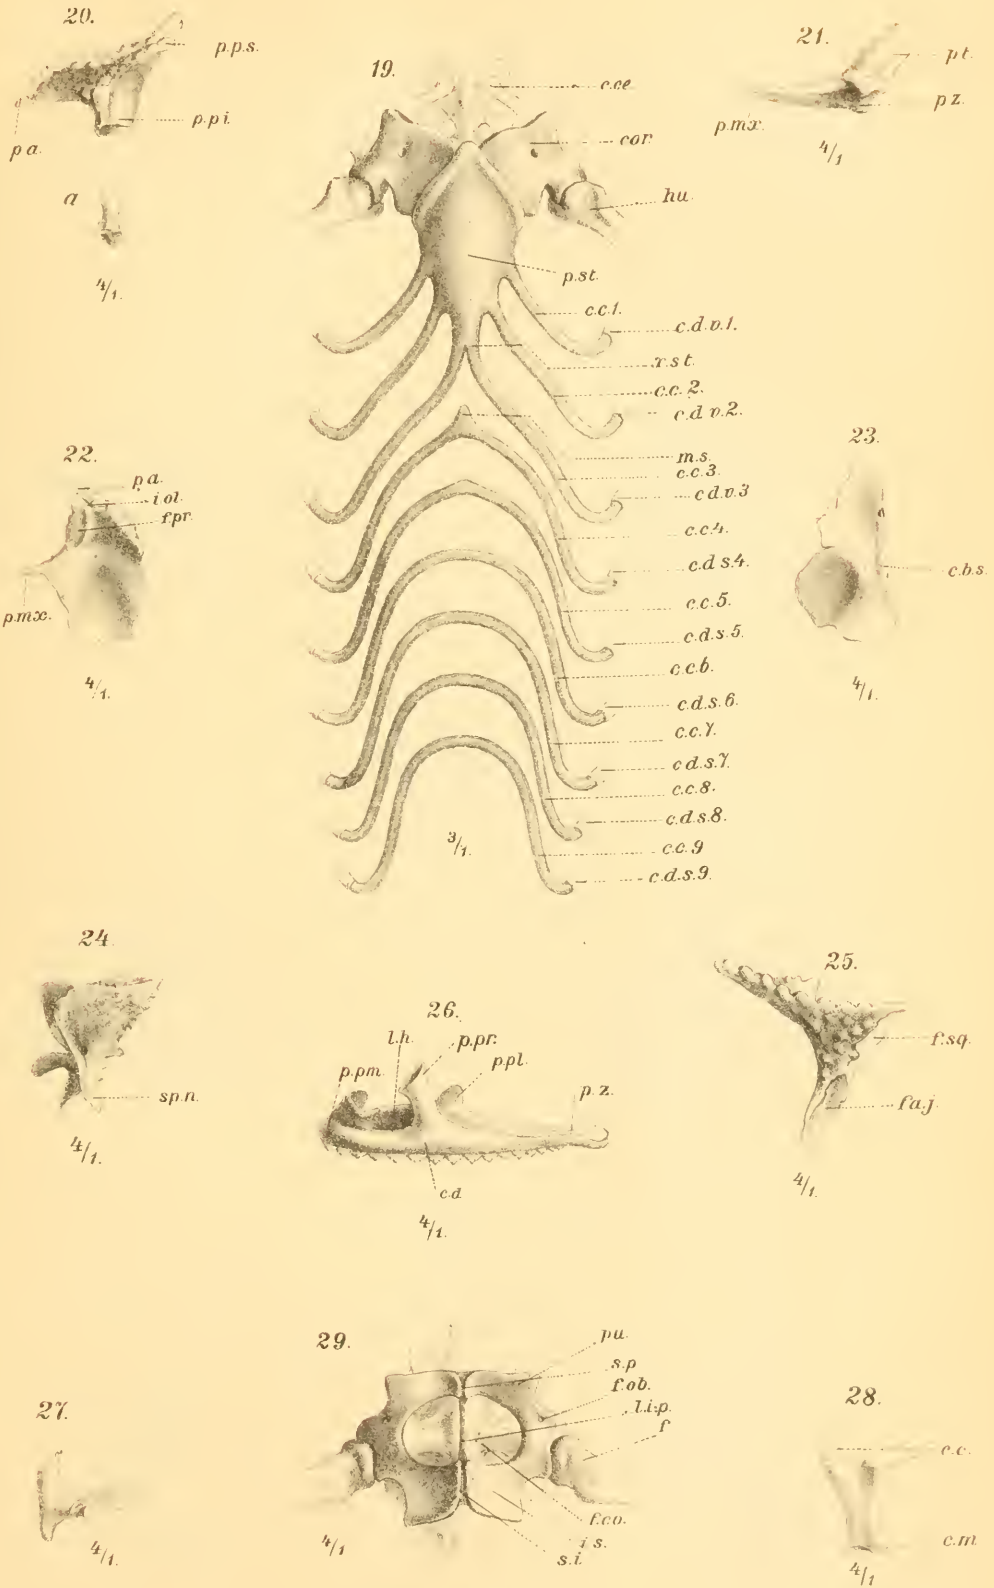 20.
p.p.s.
p.a.
p.pi.
a
4/1.
19.
c.ce.
cor.
hu.
p.st.
c.c.1.
c.d.v.1.
x.st.
c.c.2.
c.d.v.2.
m.s.
c.c.3.
c.d.v.3
c.c.4.
c.d.s.4.
c.c.5.
c.d.s.5.
c.c.6.
c.d.s.6.
c.c.7.
c.d.s.7.
c.c.8.
c.d.s.8.
c.c.9
c.d.s.9.
3/1.
21.
p.t.
p.z.
p.mx.
4/1
22.
p.a.
i.ol.
f.pr.
p.mx.
4/1.
23.
c.b.s.
4/1.
24.
sp.n.
4/1.
26.
l.h.
p.pr.
p.pm.
p.pl.
p.z.
c.d
4/1.
25.
f.sq.
f.a.j.
4/1.
27.
4/1.
29.
pu.
s.p
f.ob.
l.i.p.
f
f.co.
i s.
s.i.
4/1
28.
c.c.
c.m
4/1